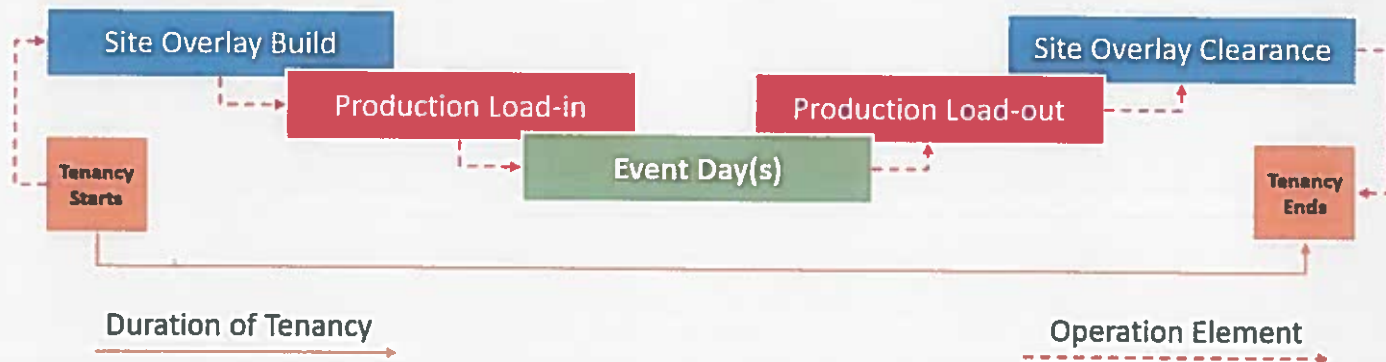 Site Overlay Build
Site Overlay Clearance
Production Load-in
Production Load-out
Event Day(s)
Tenancy
Starts
Tenancy
Ends
Duration of Tenancy
Operation Element